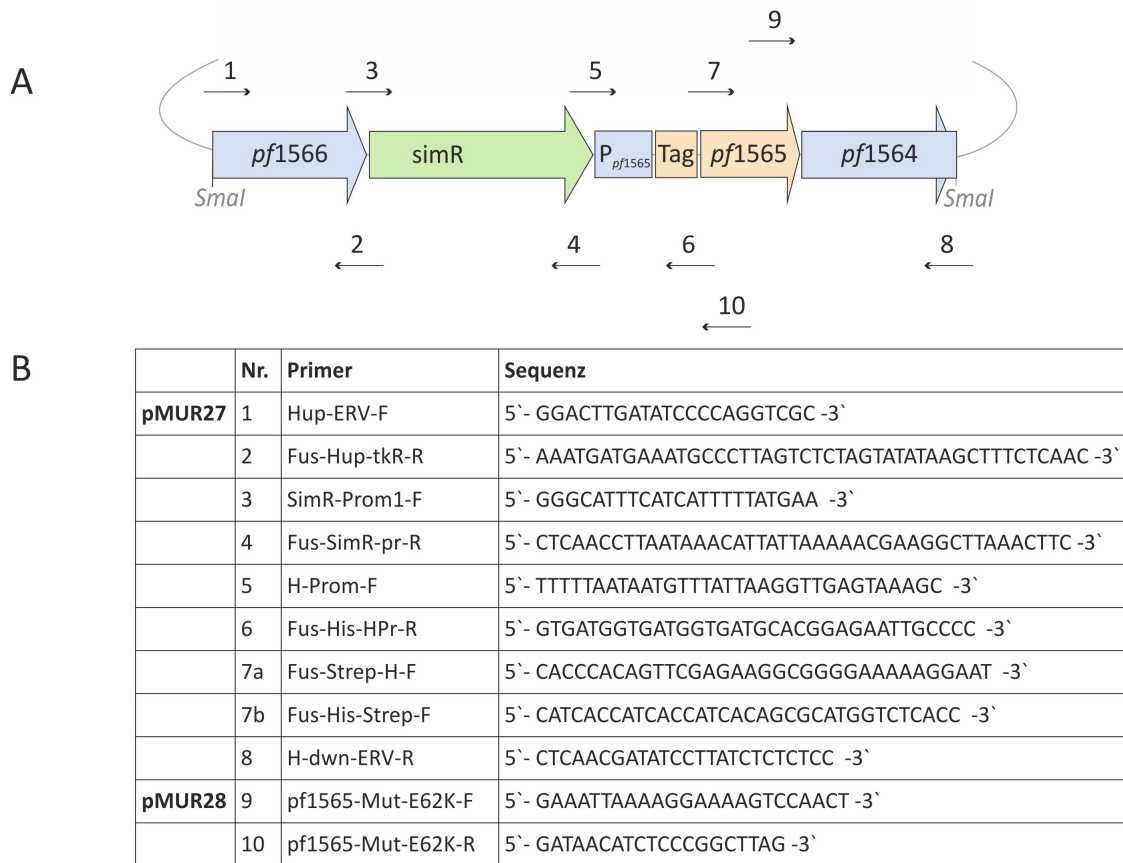 A
9
1 3 5 7
pf1566 simR Ppf1565 Tag pf1565 pf1564
SmaI SmaI
2 4 6 8
10
B
Nr. Primer Sequenz
pMUR27 1 Hup-ERV-F 5`- GGACTTGATATCCCCAGGTCGC -3`
2 Fus-Hup-tkR-R 5`- AAATGATGAAATGCCCTTAGTCTCTAGTATATAAGCTTTCTCAAC -3`
3 SimR-Prom1-F 5`- GGGCATTTCATCATTTTTATGAA -3`
4 Fus-SimR-pr-R 5`- CTCAACCTTAATAAACATTATTAAAAACGAAGGCTTAAACTTC -3`
5 H-Prom-F 5`- TTTTTAATAATGTTTATTAAGGTTGAGTAAAGC -3`
6 Fus-His-HPr-R 5`- GTGATGGTGATGGTGATGCACGGAGAATTGCCCC -3`
7a Fus-Strep-H-F 5`- CACCCACAGTTCGAGAAGGCGGGGAAAAAGGAAT -3`
7b Fus-His-Strep-F 5`- CATCACCATCACCATCACAGCGCATGGTCTCACC -3`
8 H-dwn-ERV-R 5`- CTCAACGATATCCTTATCTCTCTCC -3`
pMUR28 9 pf1565-Mut-E62K-F 5`- GAAATTAAAAGGAAAAGTCCAACT -3`
10 pf1565-Mut-E62K-R 5`- GATAACATCTCCCGGCTTAG -3`